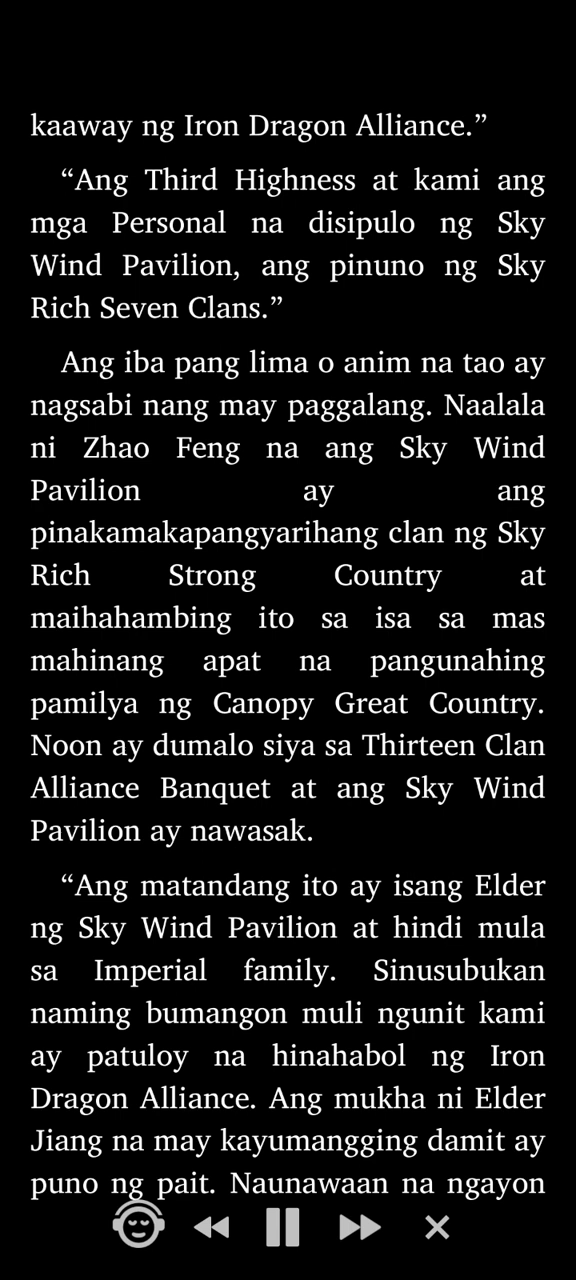 kaaway ng Iron Dragon Alliance.”
“Ang Third Highness at kami ang
mga Personal na disipulo ng Sky
Wind Pavilion, ang pinuno ng Sky
Rich Seven Clans.”
Ang iba pang lima o anim na tao ay
nagsabi nang may paggalang. Naalala
ni Zhao Feng na ang Sky Wind
Pavilion ay ang
pinakamakapangyarihang clan ng Sky
Rich Strong Country at
maihahambing ito sa isa sa mas
mahinang apat na pangunahing
pamilya ng Canopy Great Country.
Noon ay dumalo siya sa Thirteen Clan
Alliance Banquet at ang Sky Wind
Pavilion ay nawasak.
“Ang matandang ito ay isang Elder
ng Sky Wind Pavilion at hindi mula
sa Imperial family. Sinusubukan
naming bumangon muli ngunit kami
ay patuloy na hinahabol ng Iron
Dragon Alliance. Ang mukha ni Elder
Jiang na may kayumangging damit ay
puno ng pait. Naunawaan na ngayon